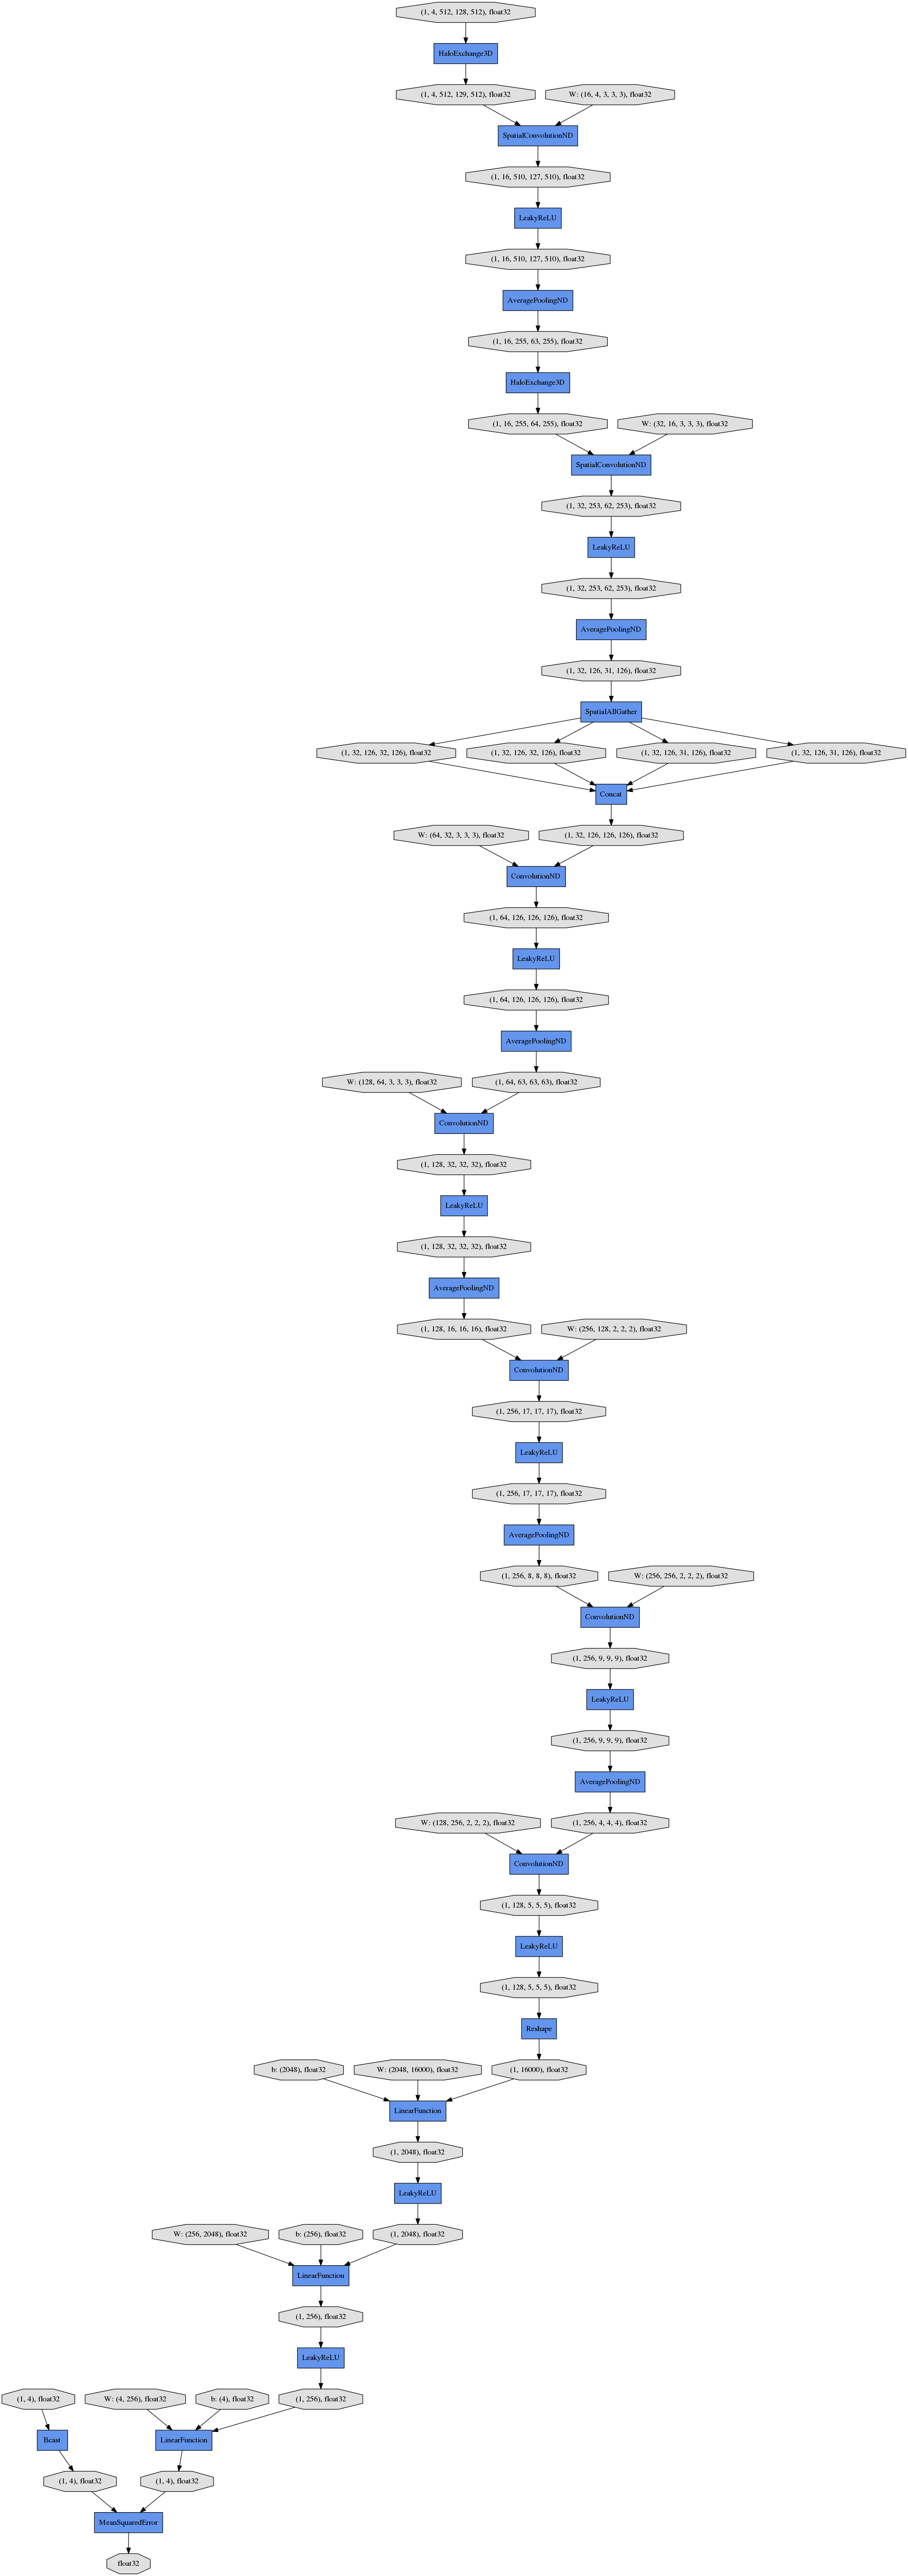 (1, 4, 512, 128, 512), float32
HaloExchange3D
(1, 4, 512, 129, 512), float32
W: (16, 4, 3, 3, 3), float32
SpatialConvolutionND
(1, 16, 510, 127, 510), float32
LeakyReLU
(1, 16, 510, 127, 510), float32
AveragePoolingND
(1, 16, 255, 63, 255), float32
HaloExchange3D
(1, 16, 255, 64, 255), float32
W: (32, 16, 3, 3, 3), float32
SpatialConvolutionND
(1, 32, 253, 62, 253), float32
LeakyReLU
(1, 32, 253, 62, 253), float32
AveragePoolingND
(1, 32, 126, 31, 126), float32
SpatialAllGather
(1, 32, 126, 32, 126), float32
(1, 32, 126, 32, 126), float32
(1, 32, 126, 31, 126), float32
(1, 32, 126, 31, 126), float32
Concat
W: (64, 32, 3, 3, 3), float32
(1, 32, 126, 126, 126), float32
ConvolutionND
(1, 64, 126, 126, 126), float32
LeakyReLU
(1, 64, 126, 126, 126), float32
AveragePoolingND
W: (128, 64, 3, 3, 3), float32
(1, 64, 63, 63, 63), float32
ConvolutionND
(1, 128, 32, 32, 32), float32
LeakyReLU
(1, 128, 32, 32, 32), float32
AveragePoolingND
(1, 128, 16, 16, 16), float32
W: (256, 128, 2, 2, 2), float32
ConvolutionND
(1, 256, 17, 17, 17), float32
LeakyReLU
(1, 256, 17, 17, 17), float32
AveragePoolingND
(1, 256, 8, 8, 8), float32
W: (256, 256, 2, 2, 2), float32
ConvolutionND
(1, 256, 9, 9, 9), float32
LeakyReLU
(1, 256, 9, 9, 9), float32
AveragePoolingND
W: (128, 256, 2, 2, 2), float32
(1, 256, 4, 4, 4), float32
ConvolutionND
(1, 128, 5, 5, 5), float32
LeakyReLU
(1, 128, 5, 5, 5), float32
Reshape
b: (2048), float32
W: (2048, 16000), float32
(1, 16000), float32
LinearFunction
(1, 2048), float32
LeakyReLU
W: (256, 2048), float32
b: (256), float32
(1, 2048), float32
LinearFunction
(1, 256), float32
LeakyReLU
(1, 4), float32
W: (4, 256), float32
b: (4), float32
(1, 256), float32
Bcast
LinearFunction
(1, 4), float32
(1, 4), float32
MeanSquaredError
float32